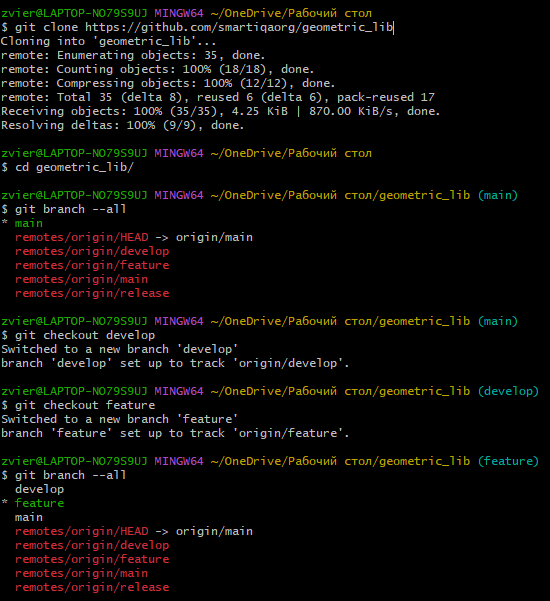 zvier@LAPTOP-NO79S9UJ MINGW64 ~/OneDrive/Рабочий стол
$ git clone https://github.com/smartiqaorg/geometric_lib
Cloning into 'geometric_lib'...
remote: Enumerating objects: 35, done.
remote: Counting objects: 100% (18/18), done.
remote: Compressing objects: 100% (12/12), done.
remote: Total 35 (delta 8), reused 6 (delta 6), pack-reused 17
Receiving objects: 100% (35/35), 4.25 KiB | 870.00 KiB/s, done.
Resolving deltas: 100% (9/9), done.
zvier@LAPTOP-NO79S9UJ MINGW64 ~/OneDrive/Рабочий стол
$ cd geometric_lib/
zvier@LAPTOP-NO79S9UJ MINGW64 ~/OneDrive/Рабочий стол/geometric_lib (main)
$ git branch --all
* main
remotes/origin/HEAD -> origin/main
remotes/origin/develop
remotes/origin/feature
remotes/origin/main
remotes/origin/release
zvier@LAPTOP-NO79S9UJ MINGW64 ~/OneDrive/Рабочий стол/geometric_lib (main)
$ git checkout develop
Switched to a new branch 'develop'
branch 'develop' set up to track 'origin/develop'.
zvier@LAPTOP-NO79S9UJ MINGW64 ~/OneDrive/Рабочий стол/geometric_lib (develop)
$ git checkout feature
Switched to a new branch 'feature'
branch 'feature' set up to track 'origin/feature'.
zvier@LAPTOP-NO79S9UJ MINGW64 ~/OneDrive/Рабочий стол/geometric_lib (feature)
$ git branch --all
develop
* feature
main
remotes/origin/HEAD -> origin/main
remotes/origin/develop
remotes/origin/feature
remotes/origin/main
remotes/origin/release